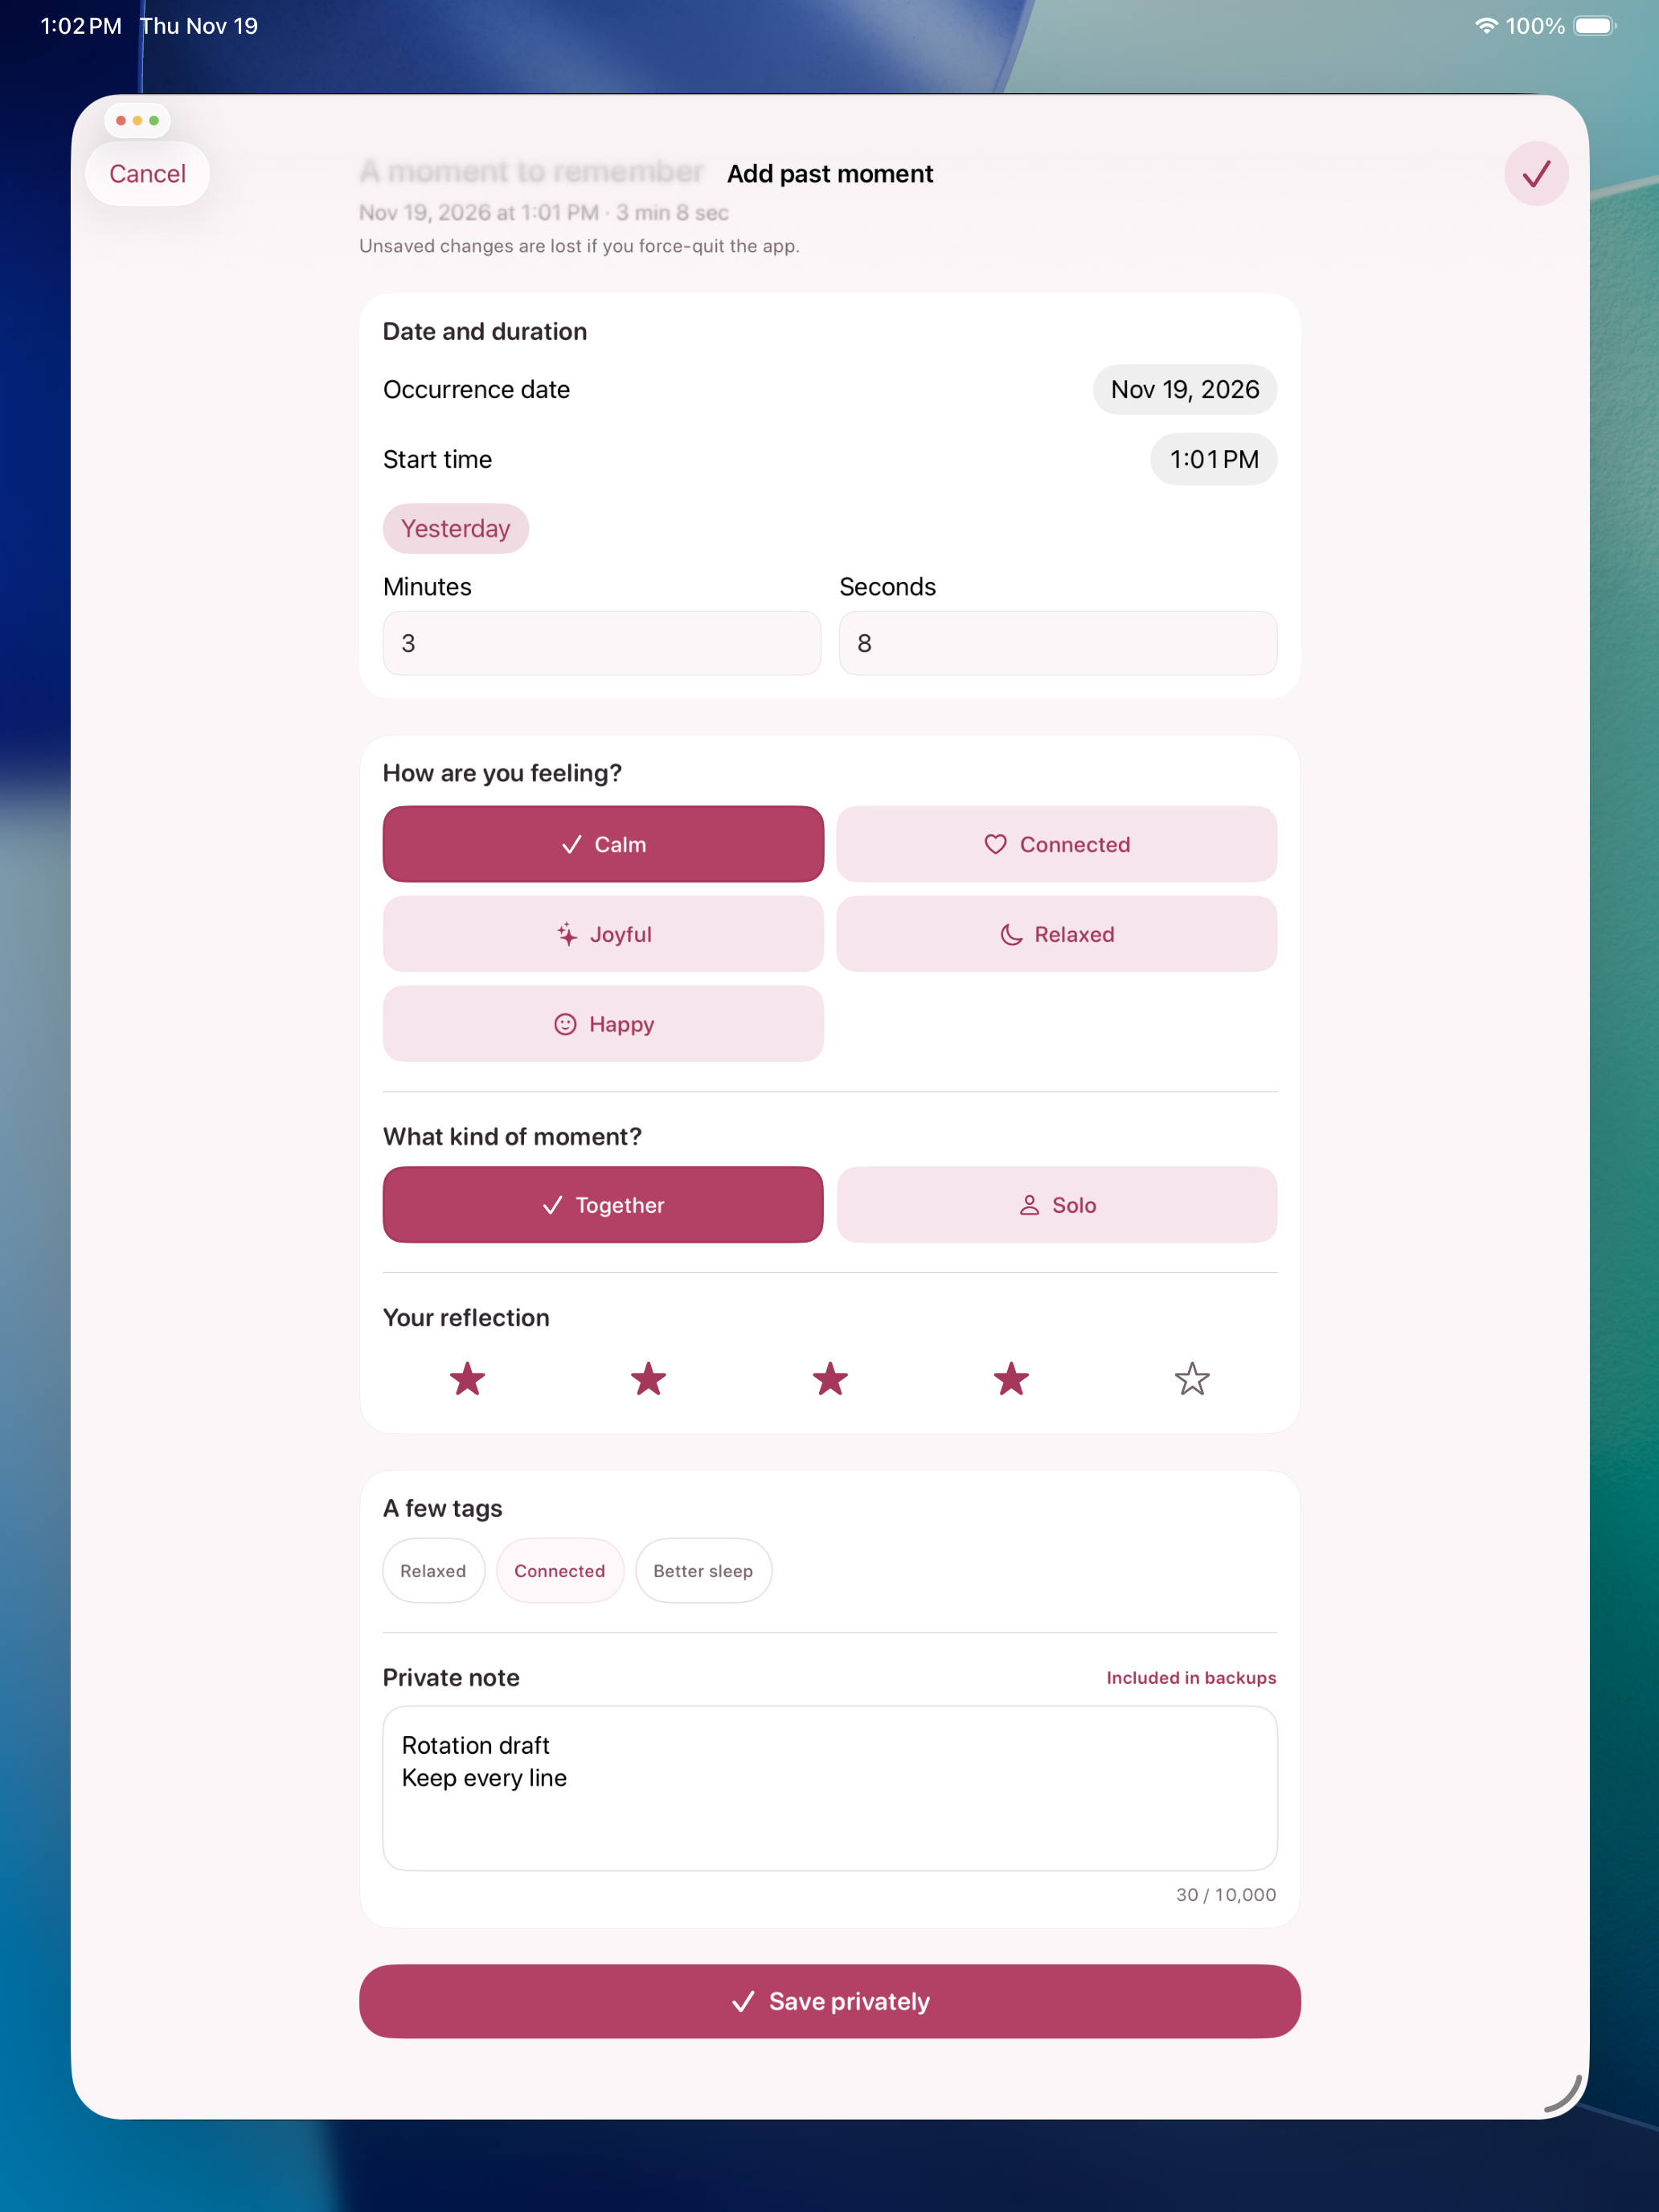 1:02 PM Thu Nov 19
100%
Cancel
A moment to remember
Add past moment
Nov 19, 2026 at 1:01 PM · 3 min 8 sec
Unsaved changes are lost if you force-quit the app.
Date and duration
Occurrence date
Nov 19, 2026
Start time
1:01 PM
Yesterday
Minutes
Seconds
3
8
How are you feeling?
Calm
Connected
Joyful
Relaxed
Happy
What kind of moment?
Together
Solo
Your reflection
A few tags
Relaxed
Connected
Better sleep
Private note
Included in backups
Rotation draft
Keep every line
30 / 10,000
Save privately